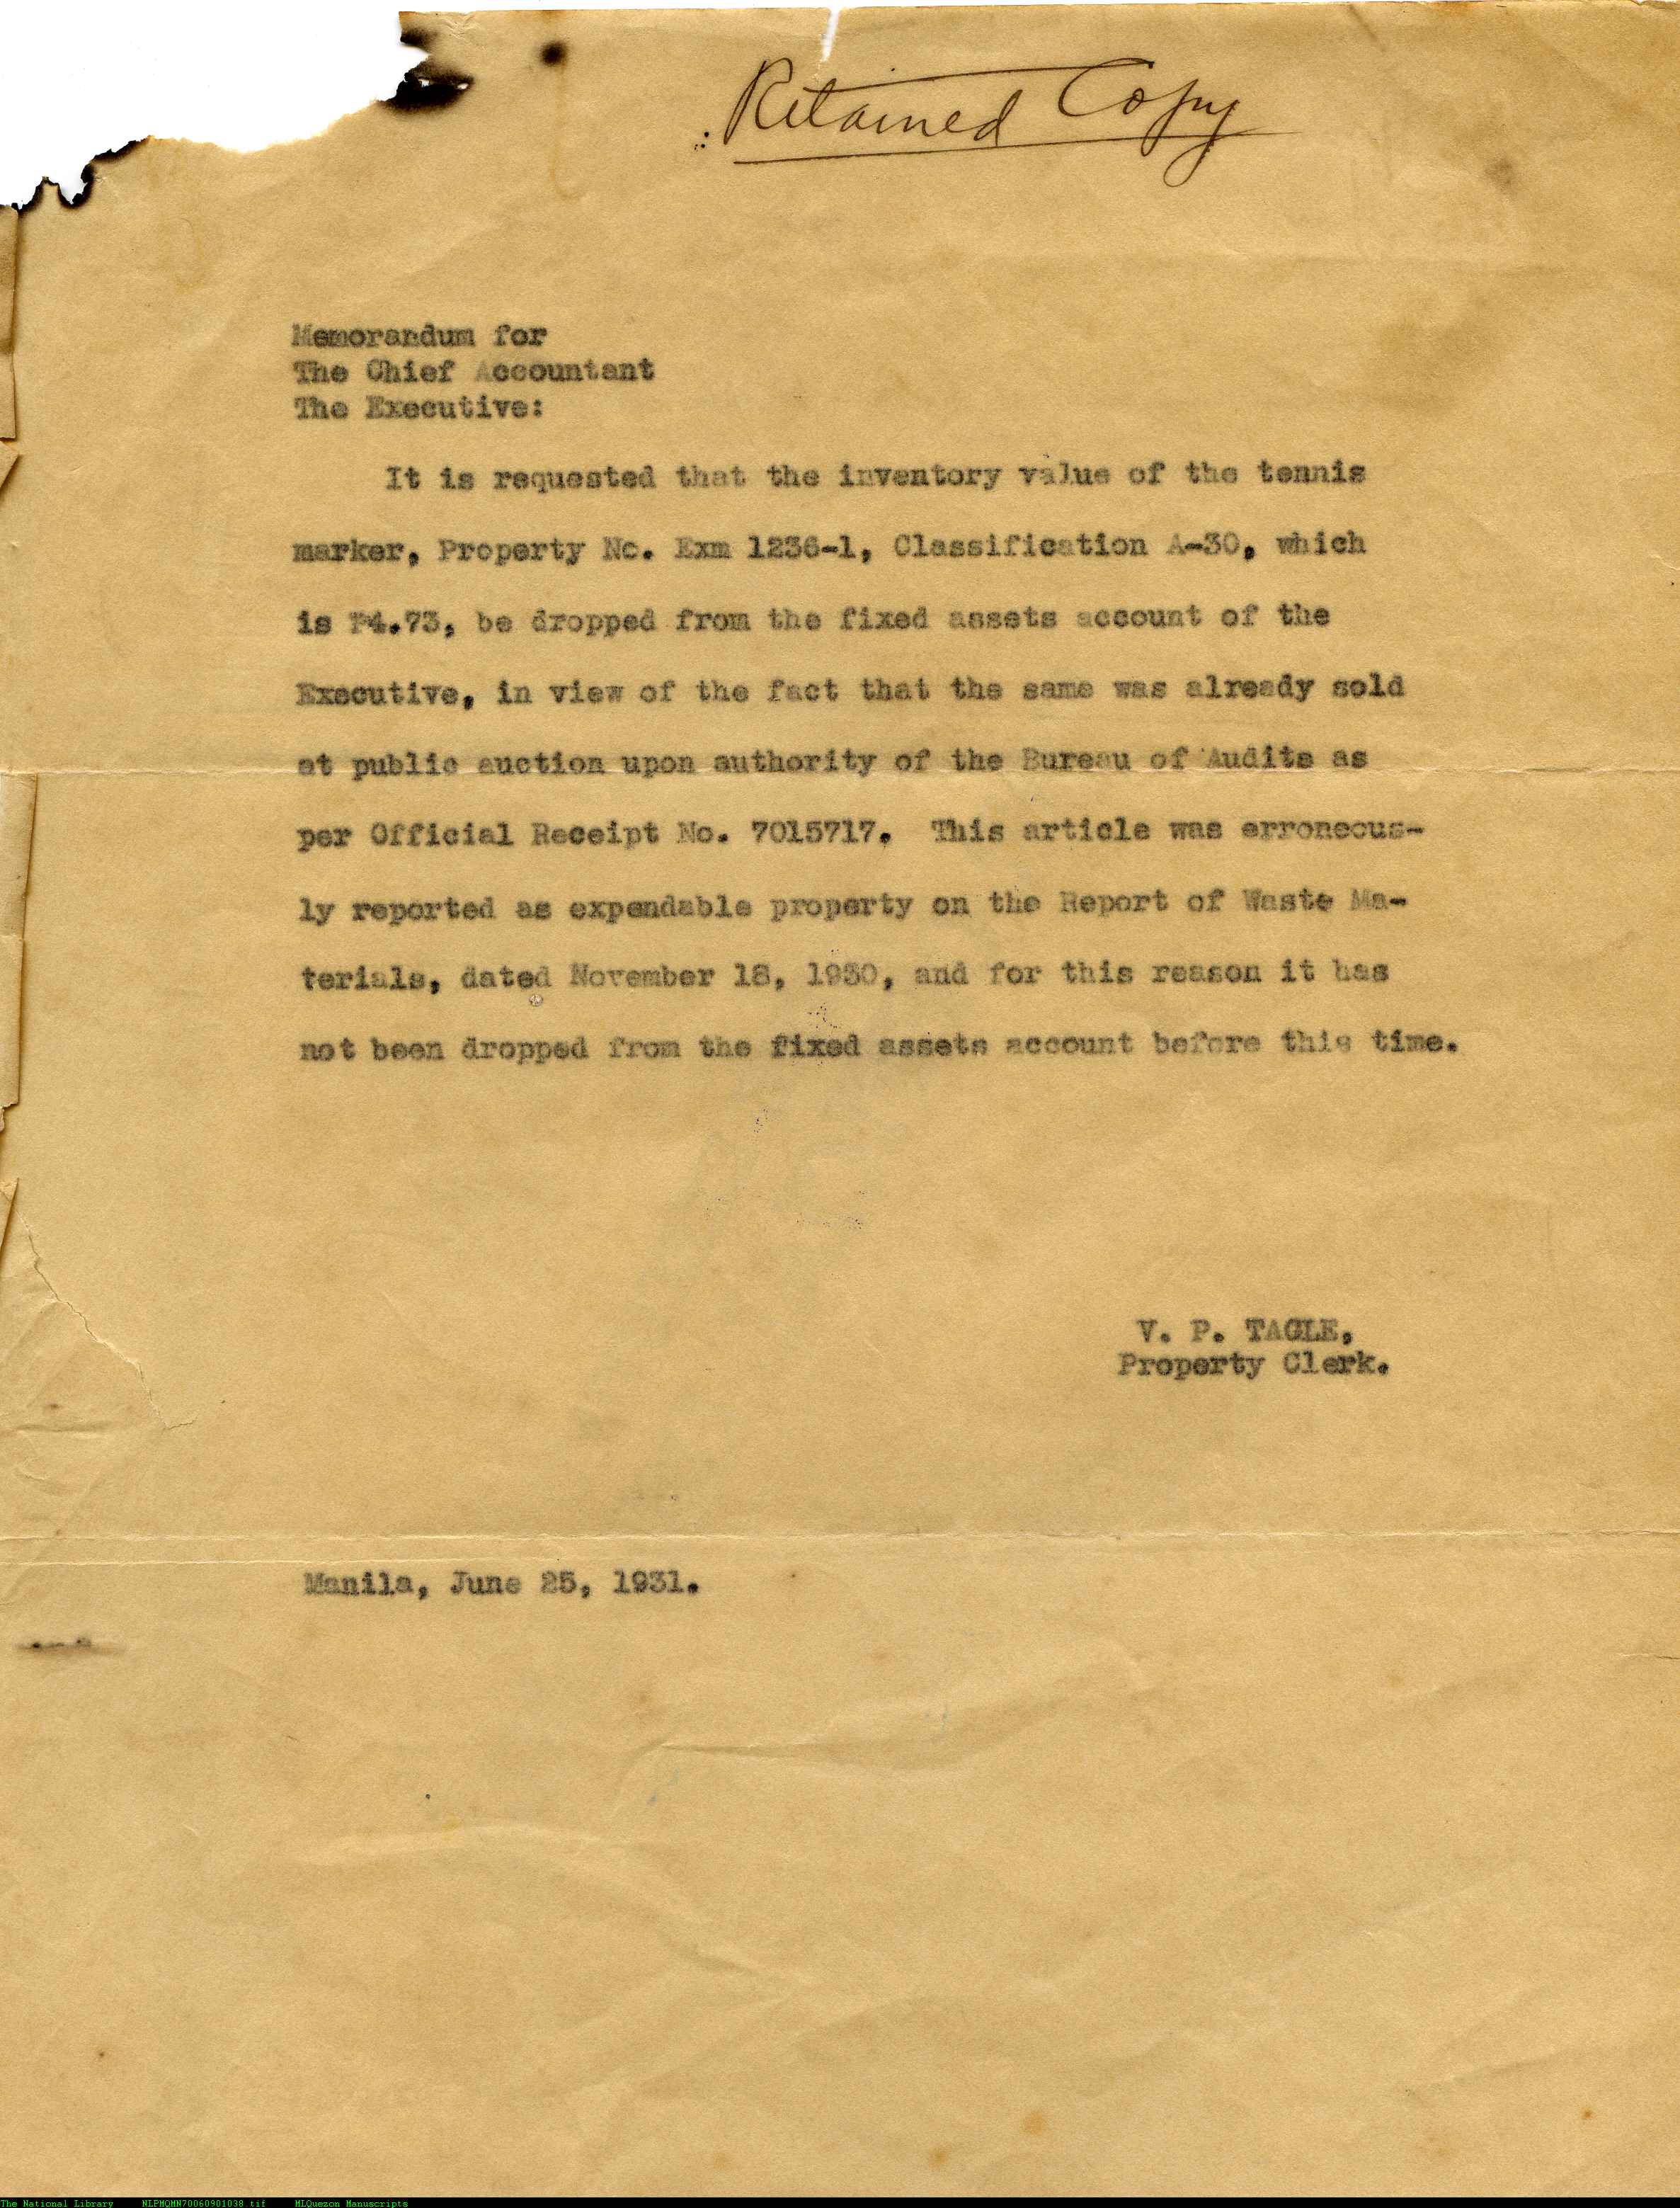 Retained Copy
Memorandum for
The Chief Accountant
The Executive:
It is requested that the inventory value of the tennis
marker, Property No. Exm 1236-1, Classification A-30, which
is ₱4.73, be dropped from the fixed assets account of the
Executive, in view of the fact that the same was already sold
at public auction upon authority of the Bureau of Audits as
per Official Receipt No. 7015717. This article was erroneous-
ly reported as expendable property on the Report of Waste Ma-
terials, dated November 18, 1930, and for this reason it has
not been dropped from the fixed assets account before this time.
V. P. TAGLE,
Property Clerk.
Manila, June 25, 1931.
The National Library NLPMQMN70060901038 tif MLQuezon Manuscripts